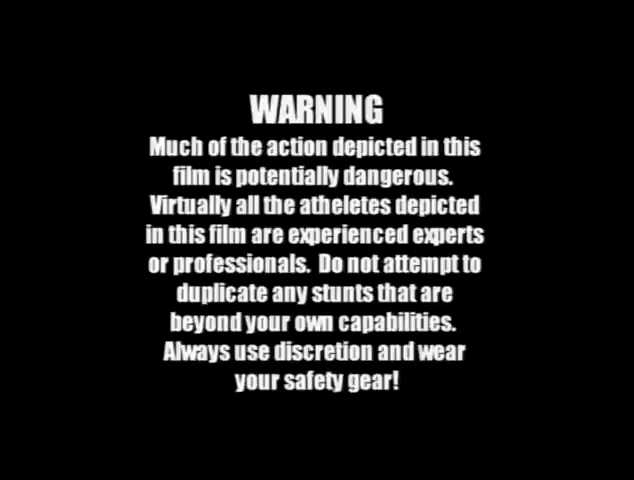 WARNING
Much of the action depicted in this
film is potentially dangerous.
Virtually all the atheletes depicted
in this film are experienced experts
or professionals. Do not attempt to
duplicate any stunts that are
beyond your own capabilities.
Always use discretion and wear
your safety gear!